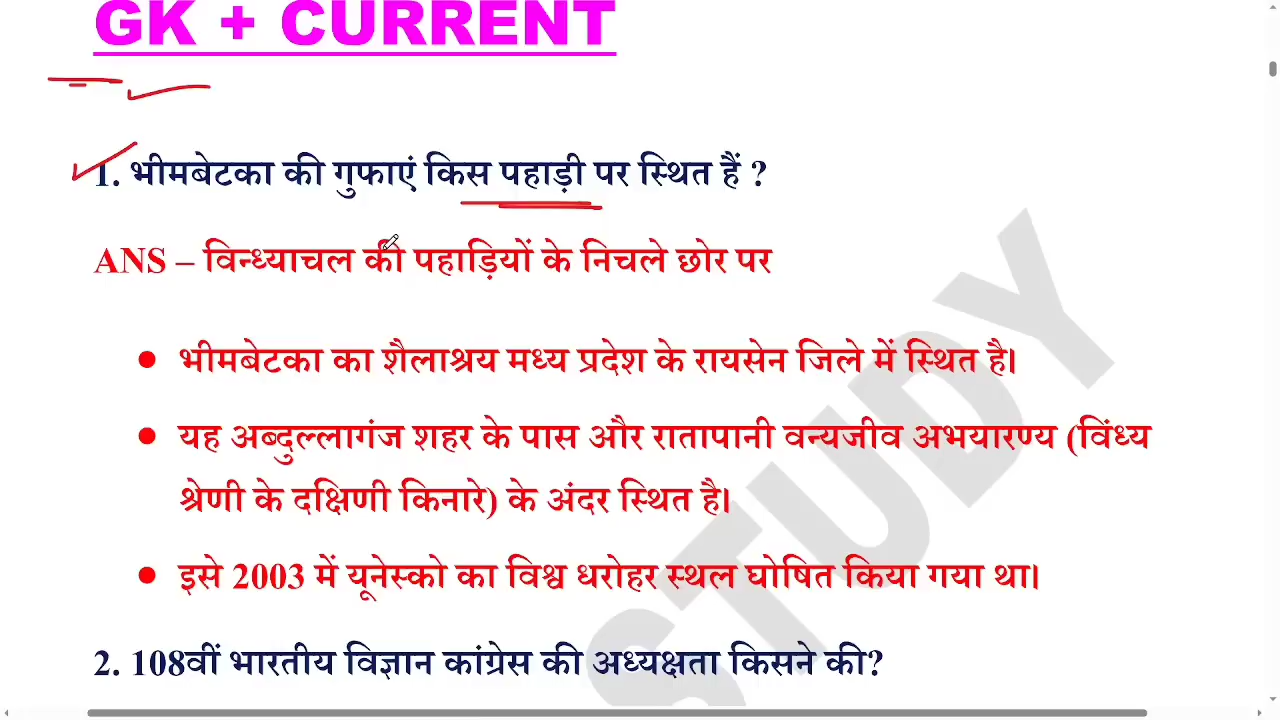 GK + CURRENT
1. भीमबेटका की गुफाएं किस पहाड़ी पर स्थित हैं ?
ANS – विन्ध्याचल की पहाड़ियों के निचले छोर पर
● भीमबेटका का शैलाश्रय मध्य प्रदेश के रायसेन जिले में स्थित है।
● यह अब्दुल्लागंज शहर के पास और रातापानी वन्यजीव अभयारण्य (विंध्य
श्रेणी के दक्षिणी किनारे) के अंदर स्थित है।
● इसे 2003 में यूनेस्को का विश्व धरोहर स्थल घोषित किया गया था।
2. 108वीं भारतीय विज्ञान कांग्रेस की अध्यक्षता किसने की?
STUDY